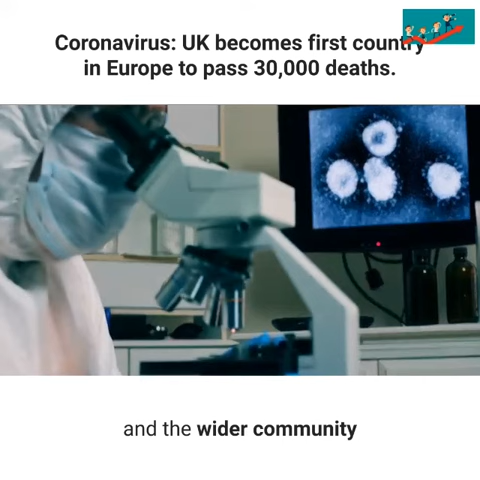 Coronavirus: UK becomes first country
in Europe to pass 30,000 deaths.
and the wider community